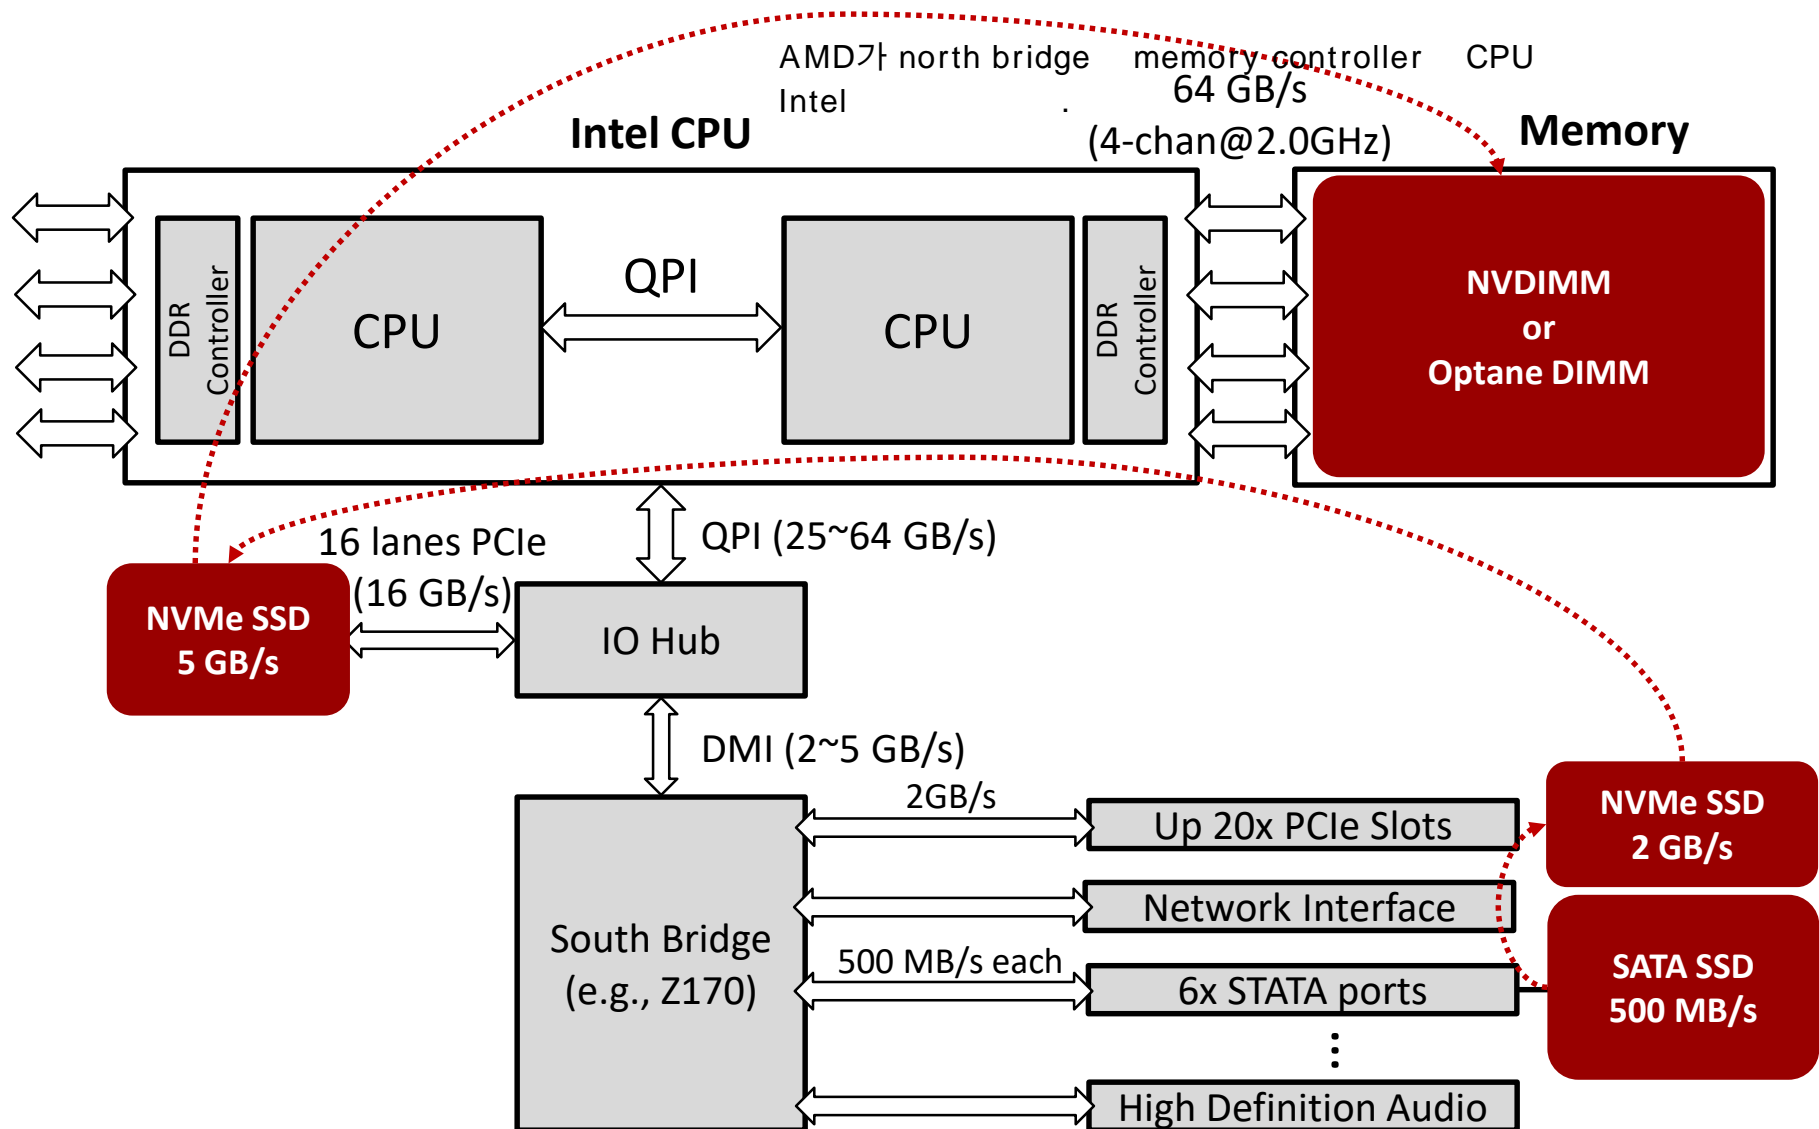 AMD가 north bridge memory controller CPU
Intel .
64 GB/s
(4-chan@2.0GHz)
Intel CPU
Memory
DDR
Controller
CPU
QPI
CPU
DDR
Controller
NVDIMM
or
Optane DIMM
16 lanes PCIe
(16 GB/s)
QPI (25~64 GB/s)
NVMe SSD
5 GB/s
IO Hub
DMI (2~5 GB/s)
2GB/s
Up 20x PCIe Slots
NVMe SSD
2 GB/s
Network Interface
South Bridge
(e.g., Z170)
500 MB/s each
6x STATA ports
SATA SSD
500 MB/s
⋮
High Definition Audio